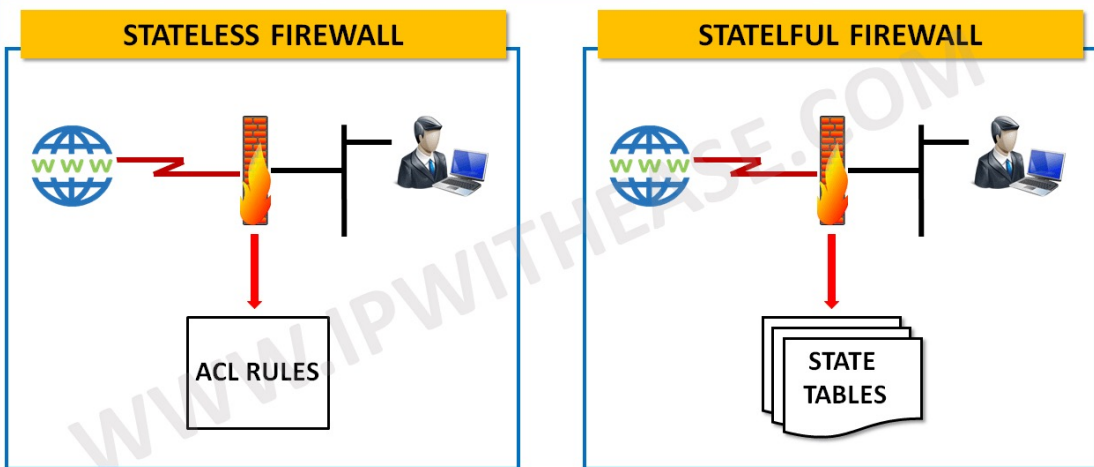 STATELESS FIREWALL
www
ACL RULES
STATELFUL FIREWALL
www
STATE
TABLES
WWW.IPWITHEASE.COM